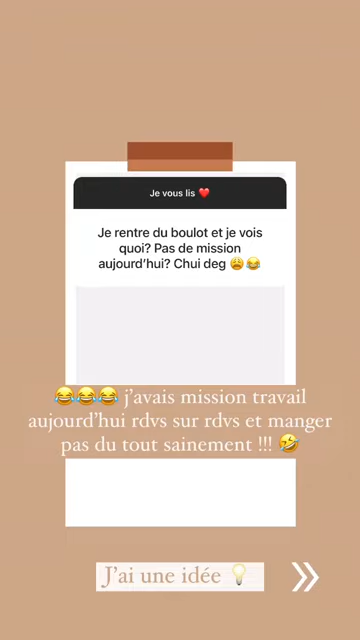 Je vous lis ❤️
Je rentre du boulot et je vois
quoi? Pas de mission
aujourd’hui? Chui deg 😩😂
😂😂😂 j’avais mission travail
aujourd’hui rdvs sur rdvs et manger
pas du tout sainement !!! 🤣
J’ai une idée 💡